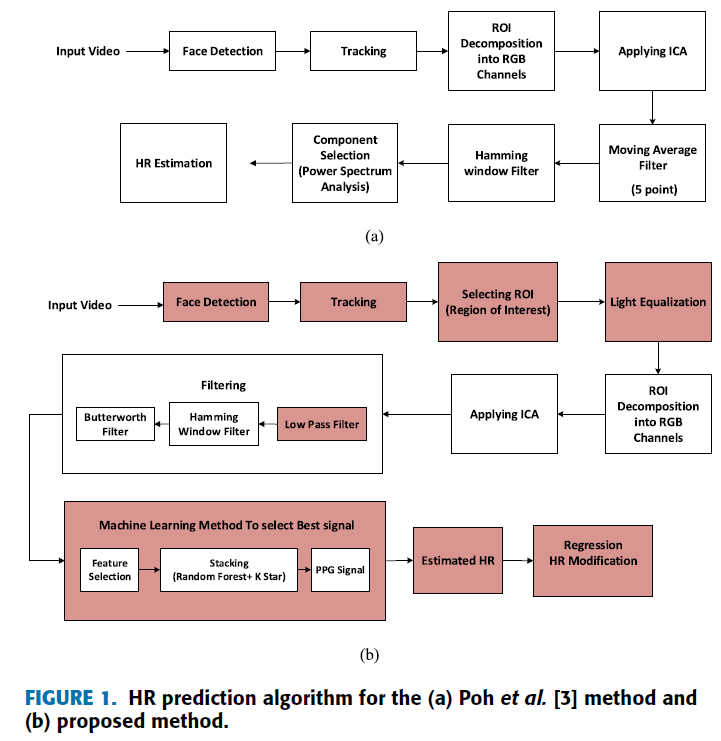 Input Video
Face Detection
Tracking
ROI
Decomposition
into RGB
Channels
Applying ICA
Moving Average
Filter
(5 point)
Hamming
window Filter
Component
Selection
(Power Spectrum
Analysis)
HR Estimation
(a)
Input Video
Face Detection
Tracking
Selecting ROI
(Region of Interest)
Light Equalization
ROI
Decomposition
into RGB
Channels
Applying ICA
Filtering
Low Pass Filter
Hamming
Window Filter
Butterworth
Filter
Machine Learning Method To select Best signal
Feature
Selection
Stacking
(Random Forest+ K Star)
PPG Signal
Estimated HR
Regression
HR Modification
(b)
FIGURE 1. HR prediction algorithm for the (a) Poh et al. [3] method and
(b) proposed method.